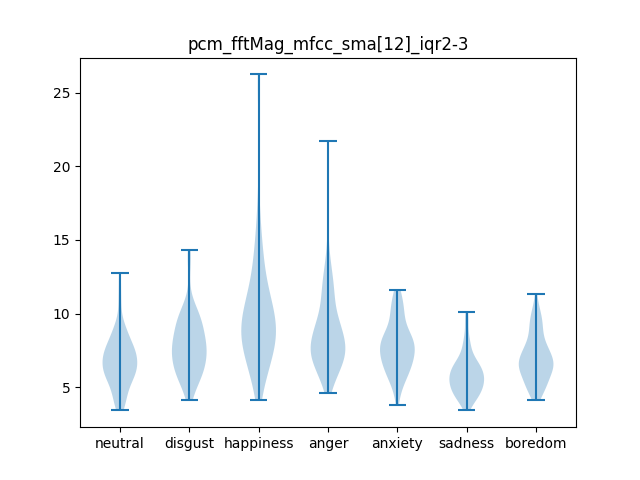 pcm_fftMag_mfcc_sma[12]_iqr2-3
25
20
15
10
5
neutral disgust happiness anger anxiety sadness boredom